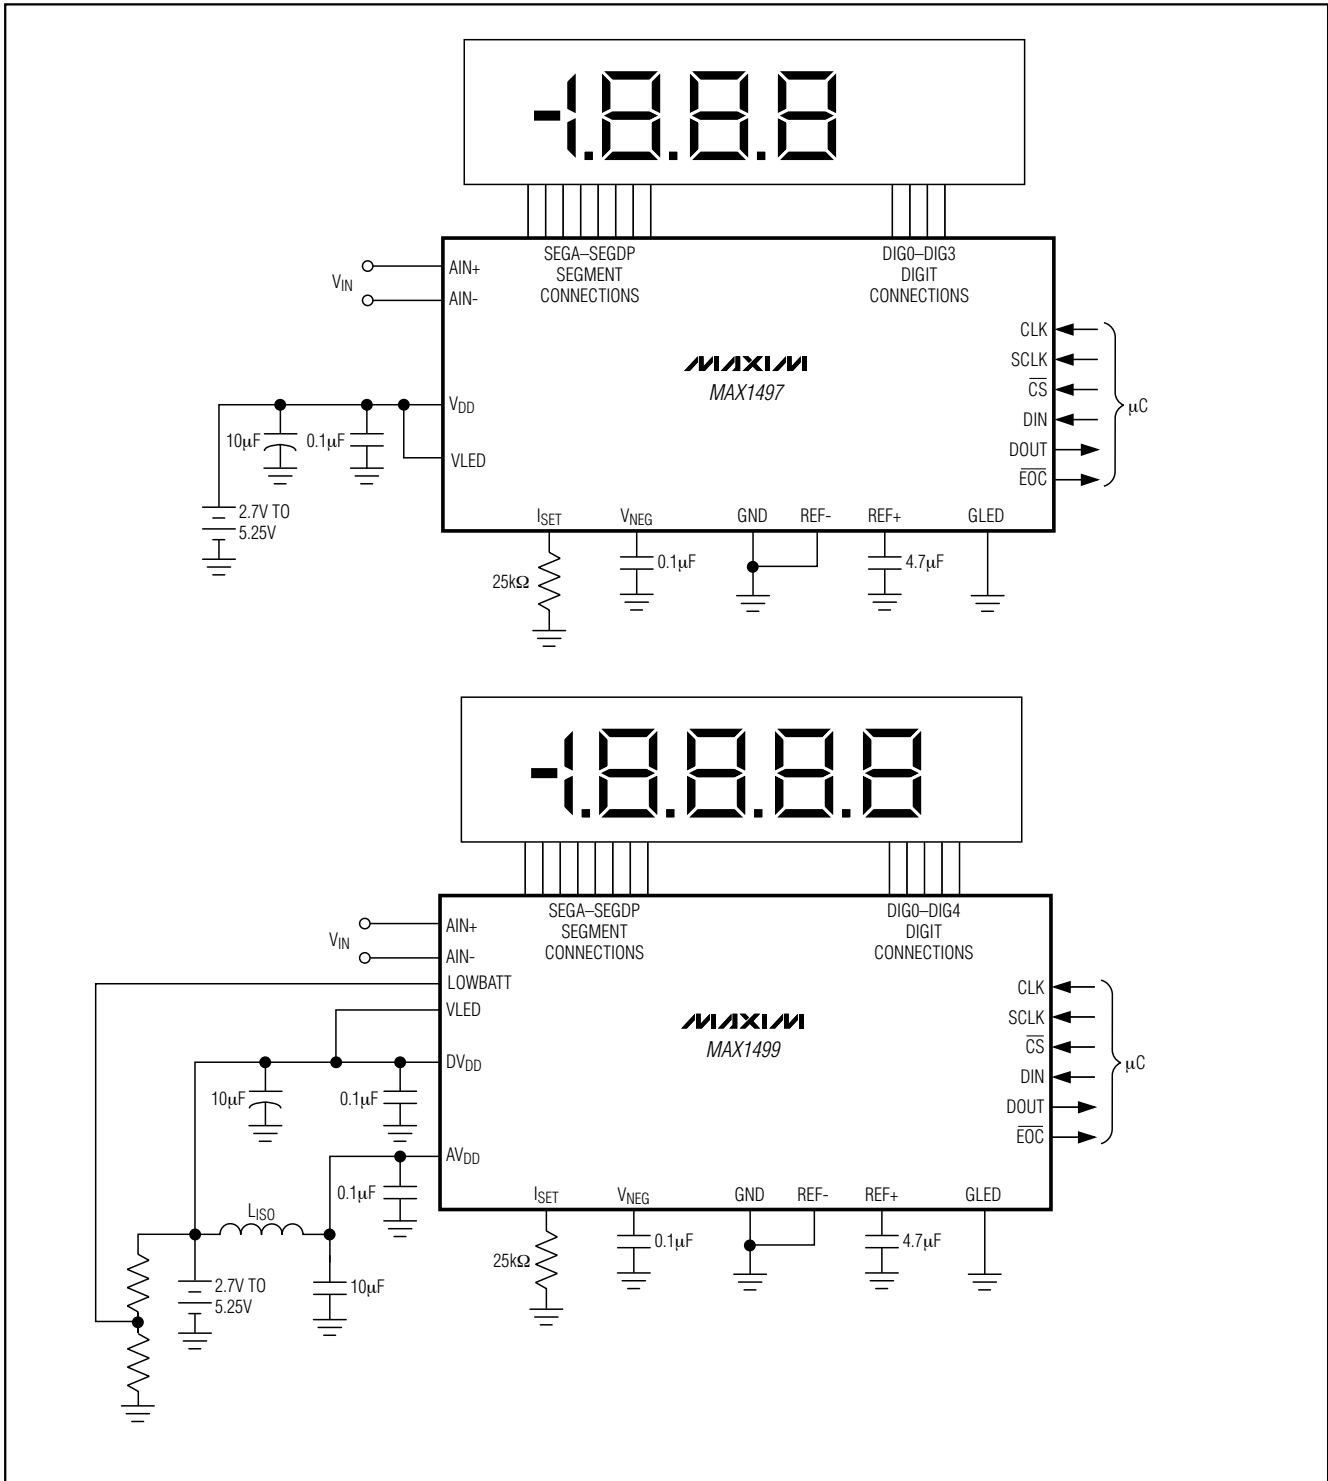 -1.8.8.8
SEGA–SEGDP
SEGMENT
CONNECTIONS
DIG0–DIG3
DIGIT
CONNECTIONS
VIN
AIN+
AIN-
MAXIM
MAX1497
VDD
VLED
10µF
0.1µF
2.7V TO
5.25V
CLK
SCLK
CS
DIN
DOUT
EOC
µC
ISET
VNEG
GND
REF-
REF+
GLED
25kΩ
0.1µF
4.7µF
-1.8.8.8.8
SEGA–SEGDP
SEGMENT
CONNECTIONS
DIG0–DIG4
DIGIT
CONNECTIONS
VIN
AIN+
AIN-
LOWBATT
VLED
MAXIM
MAX1499
DVDD
10µF
0.1µF
AVDD
0.1µF
LISO
10µF
2.7V TO
5.25V
CLK
SCLK
CS
DIN
DOUT
EOC
µC
ISET
VNEG
GND
REF-
REF+
GLED
25kΩ
0.1µF
4.7µF